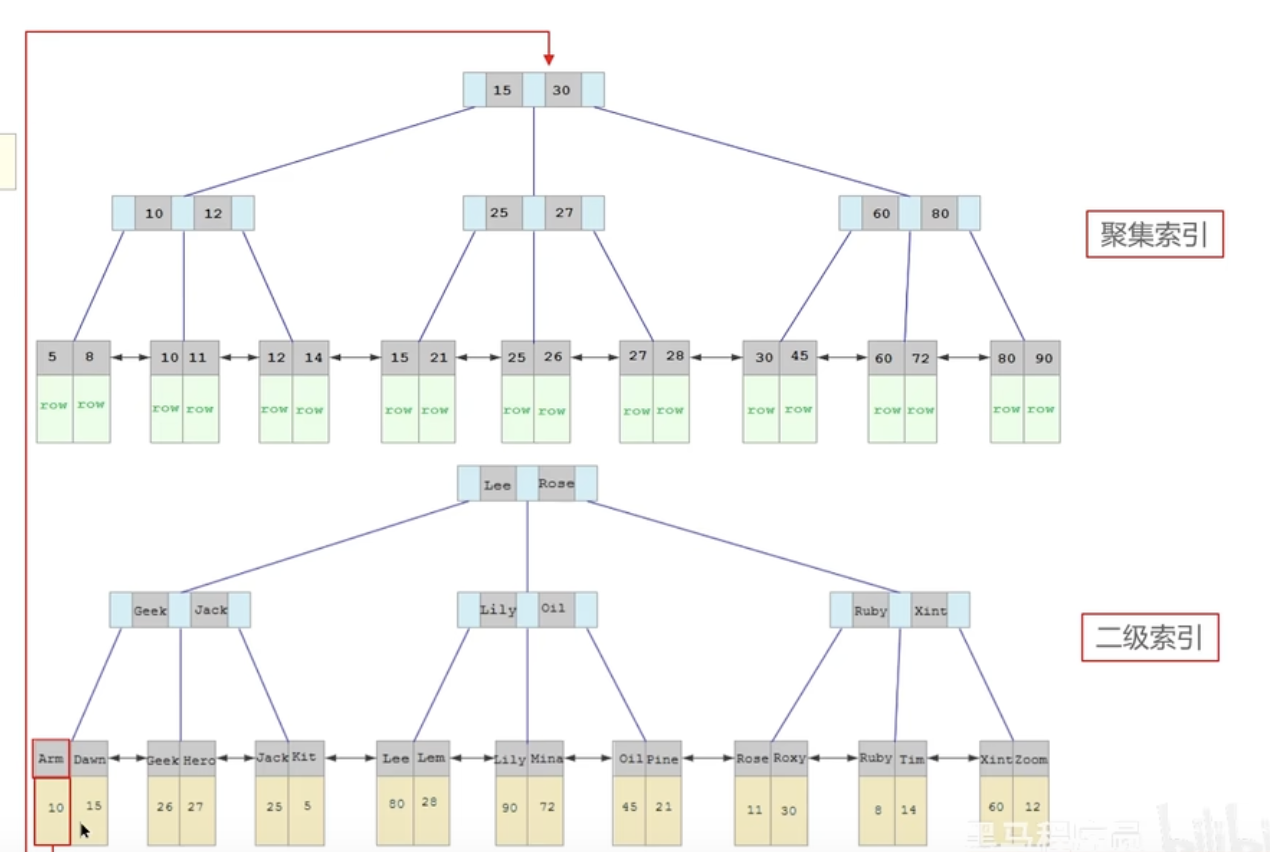 15 30
10 12
25 27
60 80
聚集索引
5 8 10 11 12 14 15 21 25 26 27 28 30 45 60 72 80 90
row row row row row row row row row row row row row row row row row row
Lee Rose
Geek Jack
Lily Oil
Ruby Xint
二级索引
Arm Dawn Geek Hero Jack Kit Lee Lem Lily Mina Oil Pine Rose Roxy Ruby Tim Xint Zoom
10 15 26 27 25 5 80 28 90 72 45 21 11 30 8 14 60 12
黑马程序员 bilibili